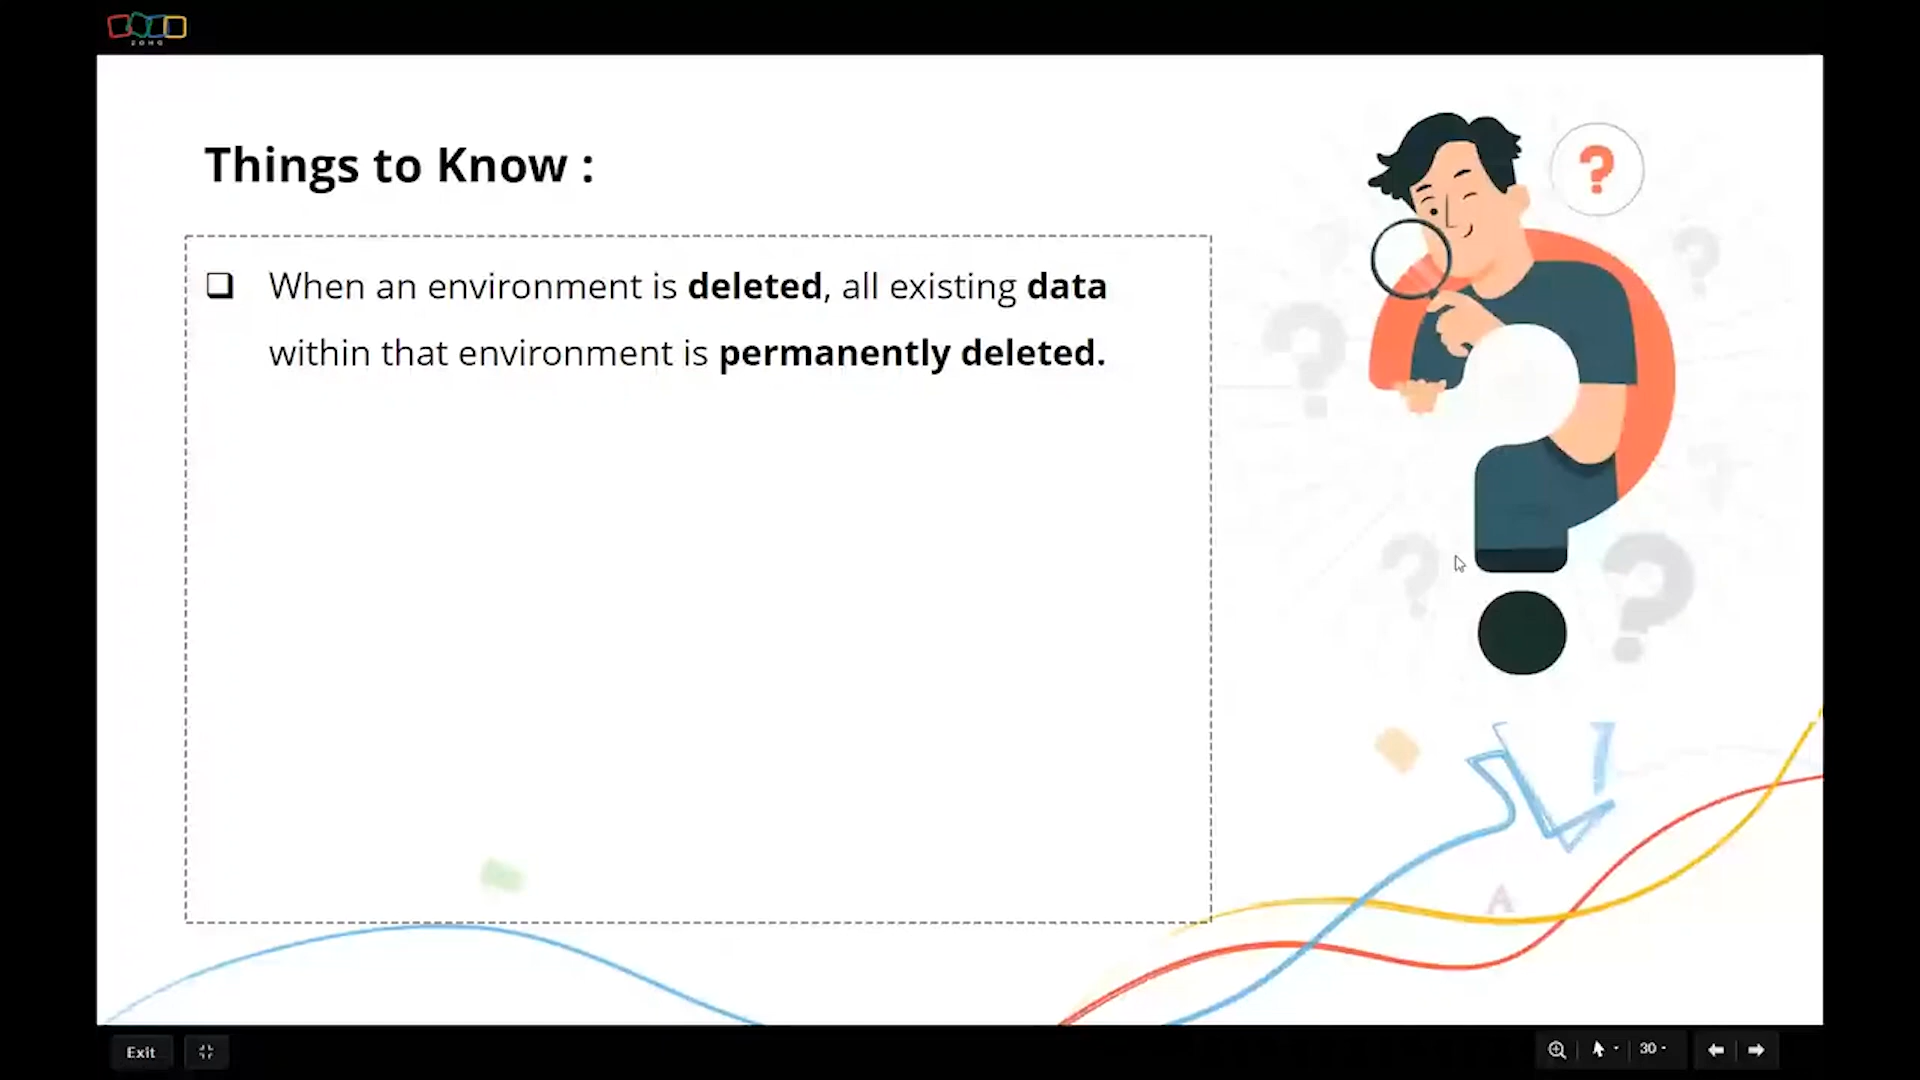 ZOHO
Things to Know :
?
❑ When an environment is deleted, all existing data
within that environment is permanently deleted.
A
Exit
30